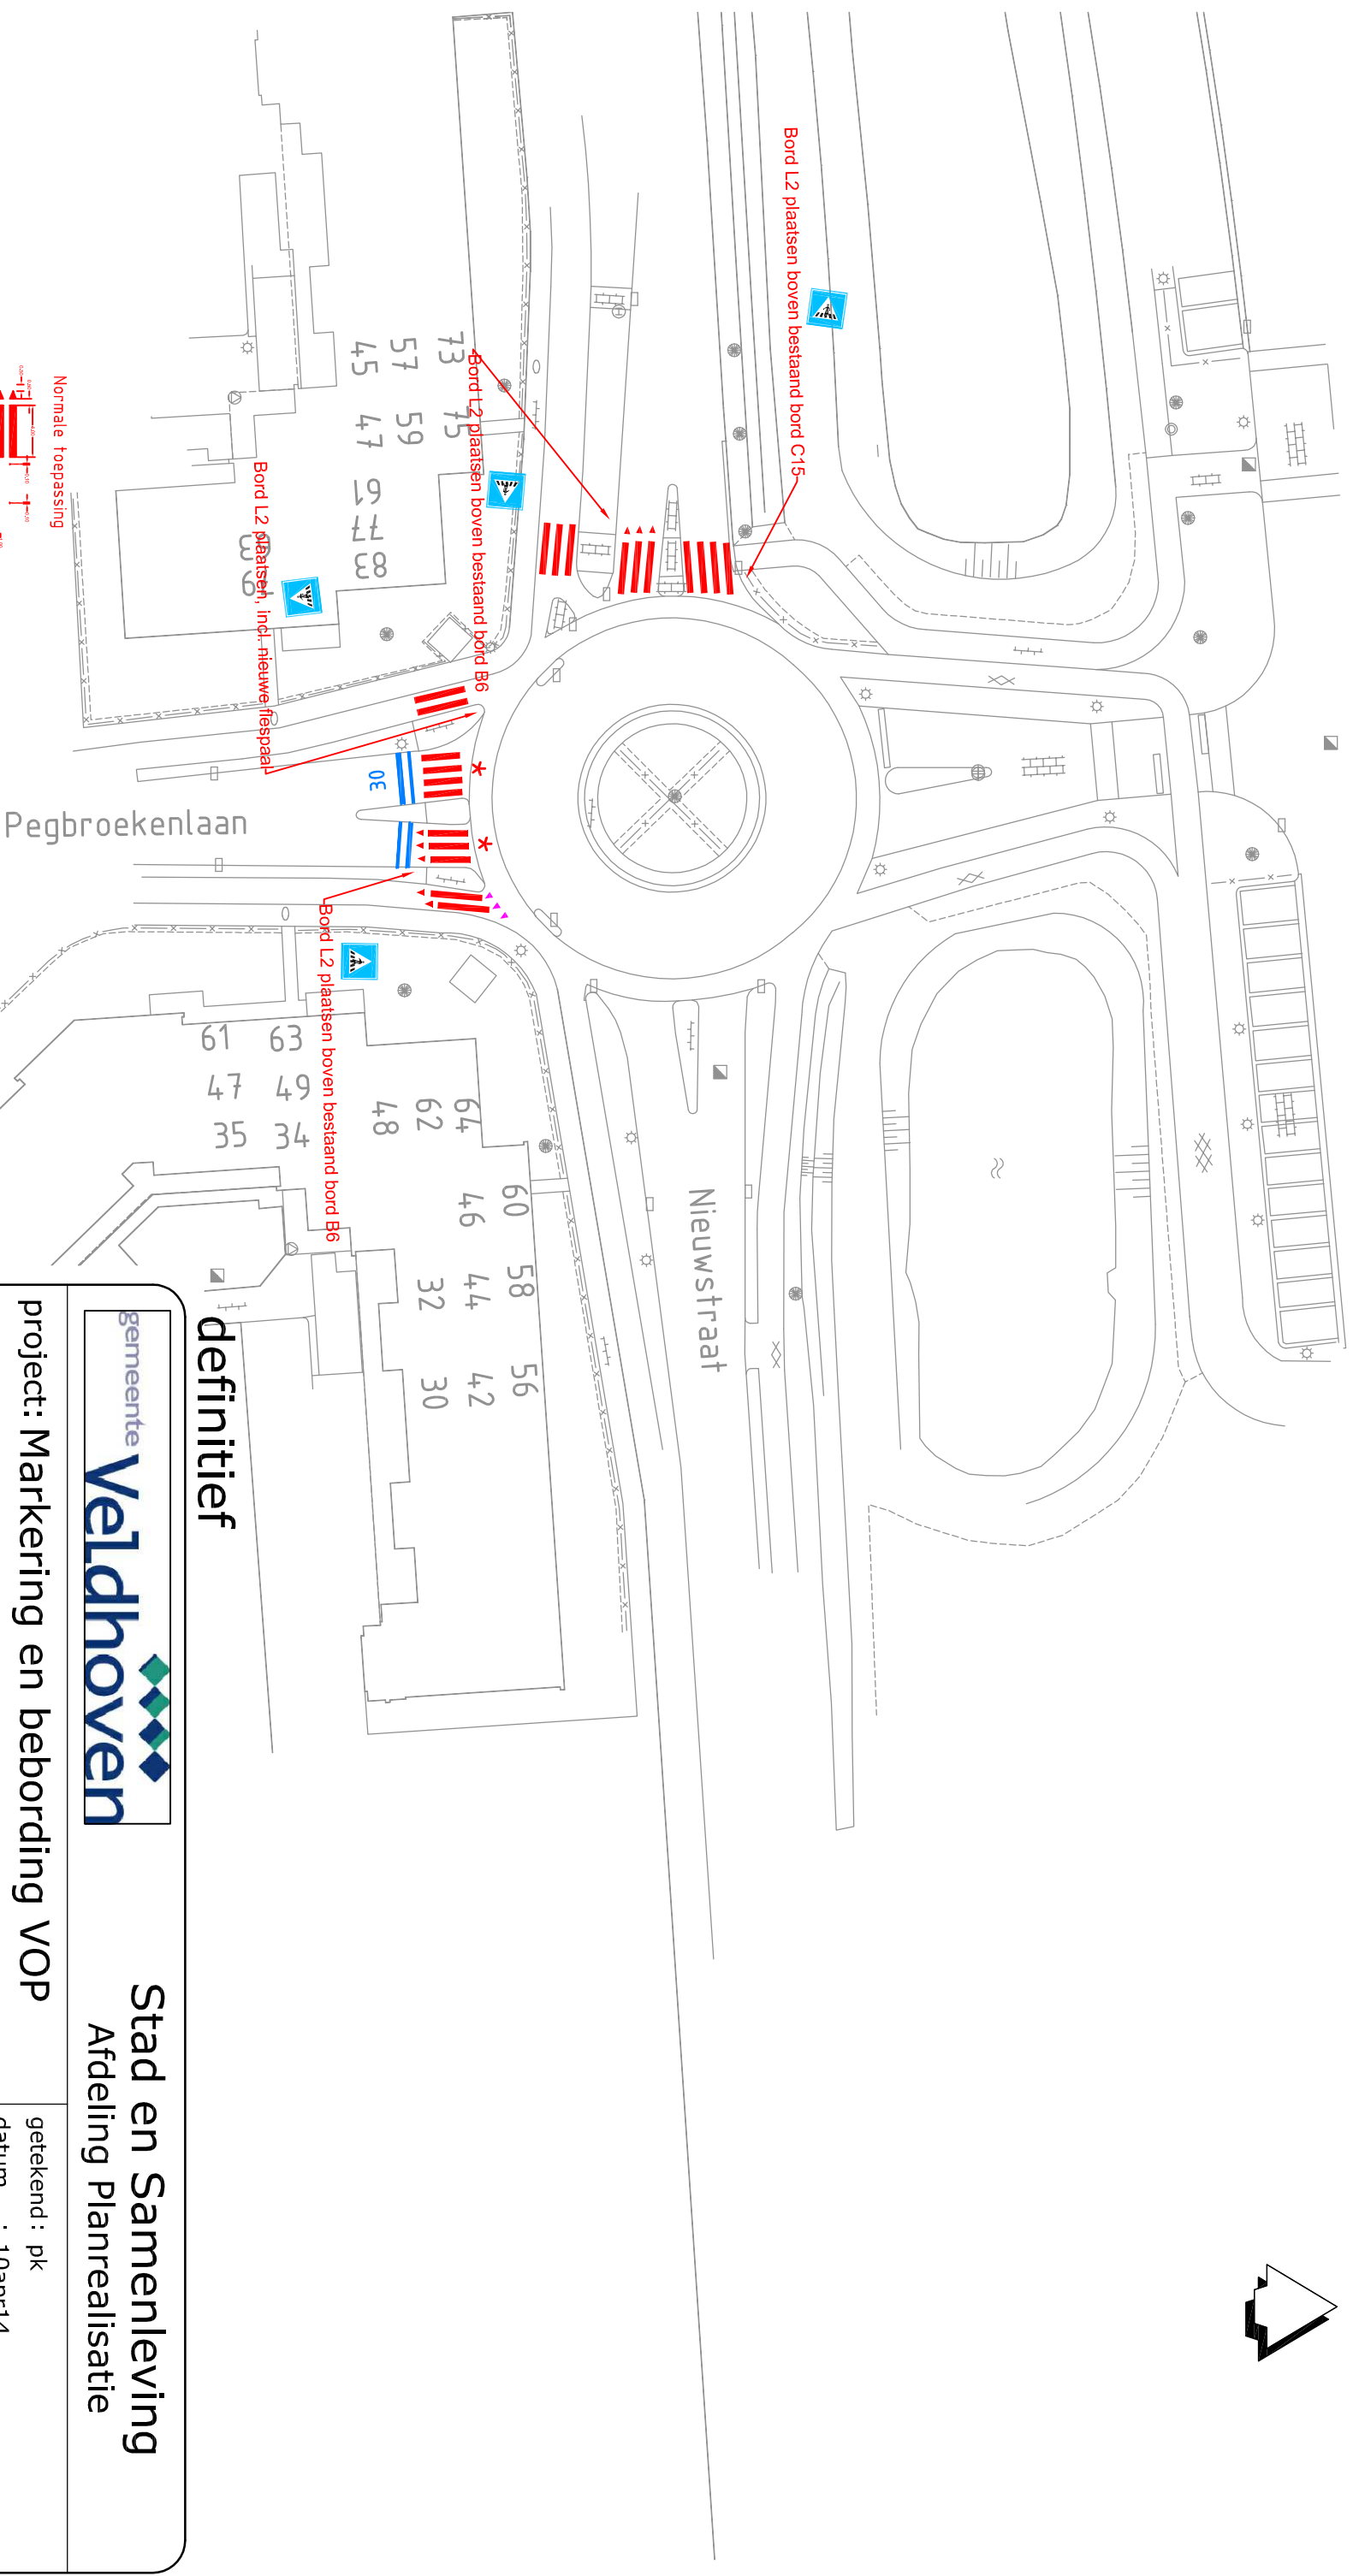 Bord L2 plaatsen boven bestaand bord C15
Bord L2 plaatsen boven bestaand bord B6
Bord L2 plaatsen, incl. nieuwe flespaal
Bord L2 plaatsen boven bestaand bord B6
Normale toepassing
73
57
45
75
59
47
61
77
83
30
*
*
Pegbroekenlaan
Nieuwstraat
61 63
47 49
35 34
48
62
64
60
46
58
44
32
56
42
30
definitief
gemeente Veldhoven
Stad en Samenleving
Afdeling Planrealisatie
project: Markering en bebording VOP
getekend : pk
datum : 10apr14